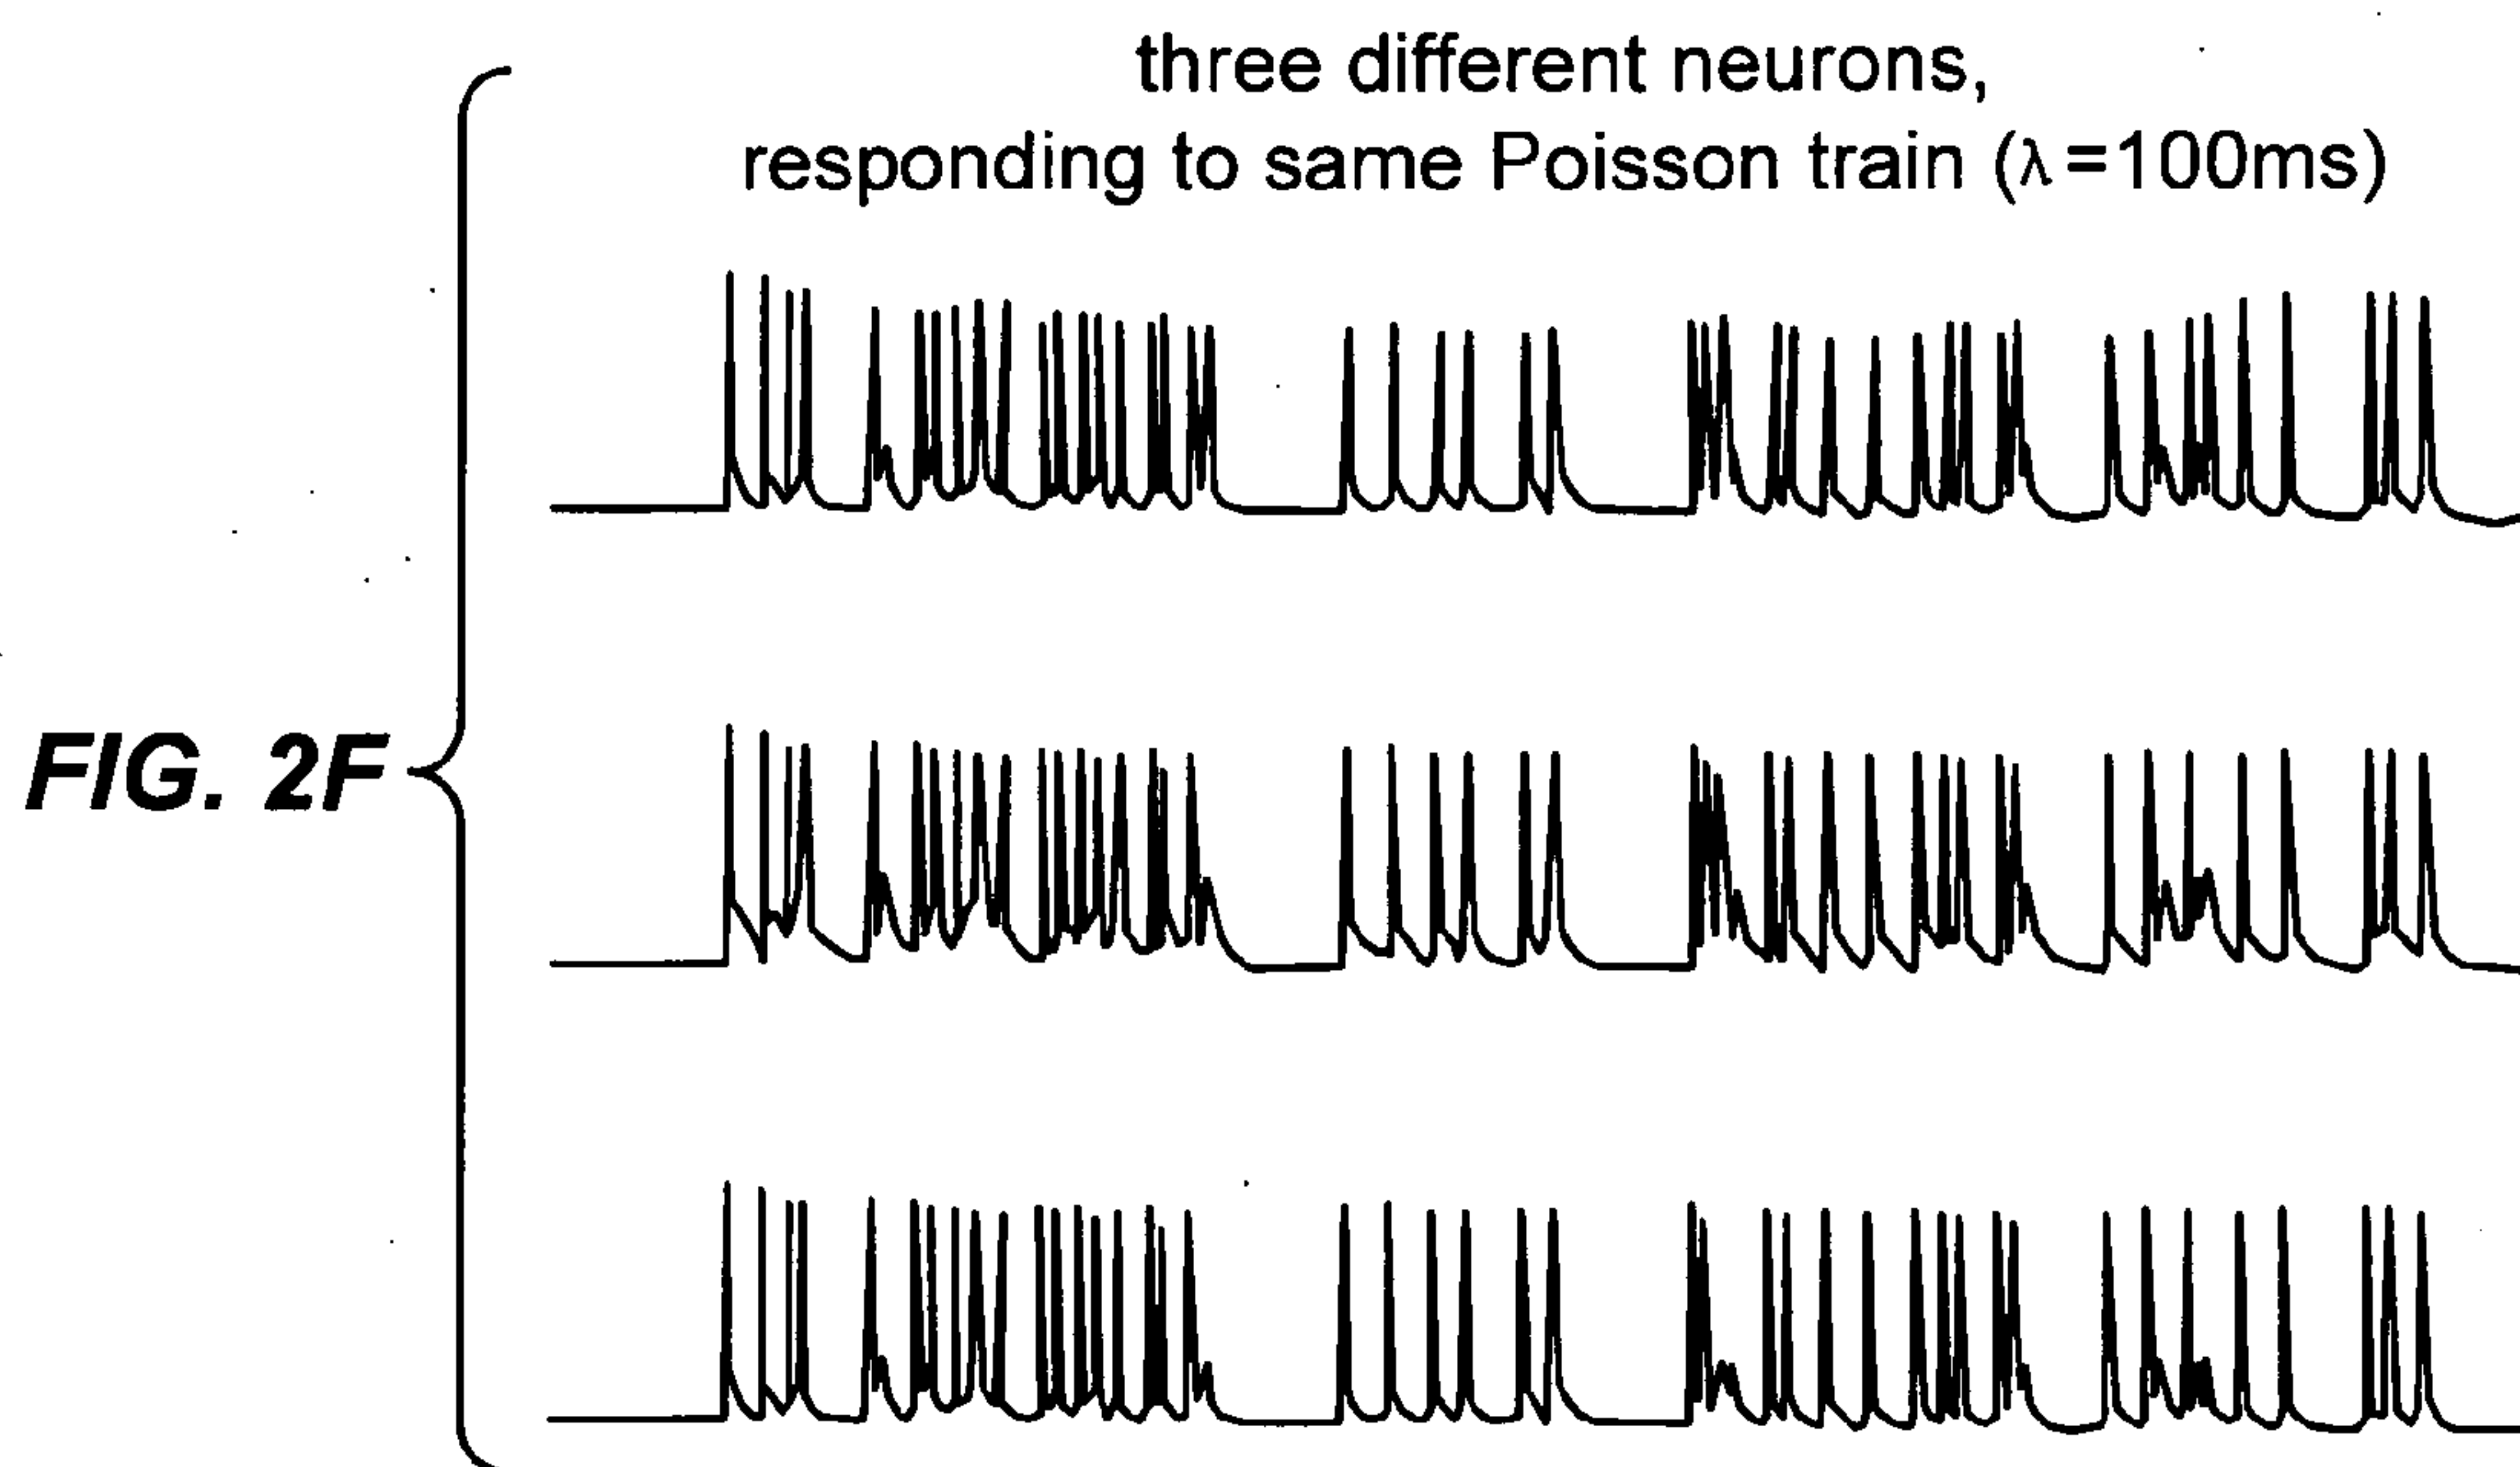 three different neurons,
responding to same Poisson train (λ=100ms)
FIG. 2F